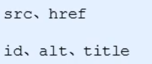 src、href
id、alt、title